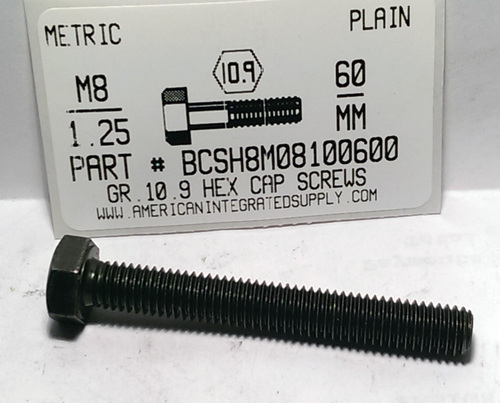 METRIC PLAIN
M8 10.9 60
1.25 MM
PART # BCSH8M08100600
GR.10.9 HEX CAP SCREWS
WWW.AMERICANINTEGRATEDSUPPLY.COM